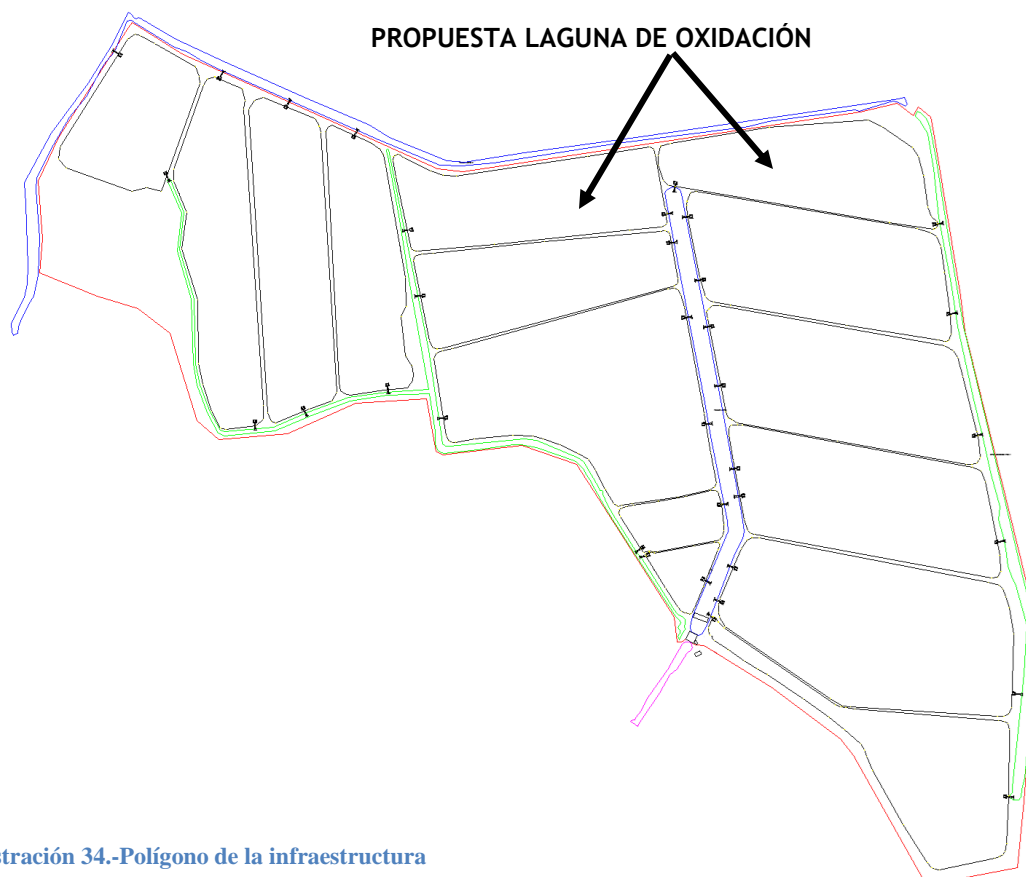 PROPUESTA LAGUNA DE OXIDACIÓN
stración 34.-Polígono de la infraestructura